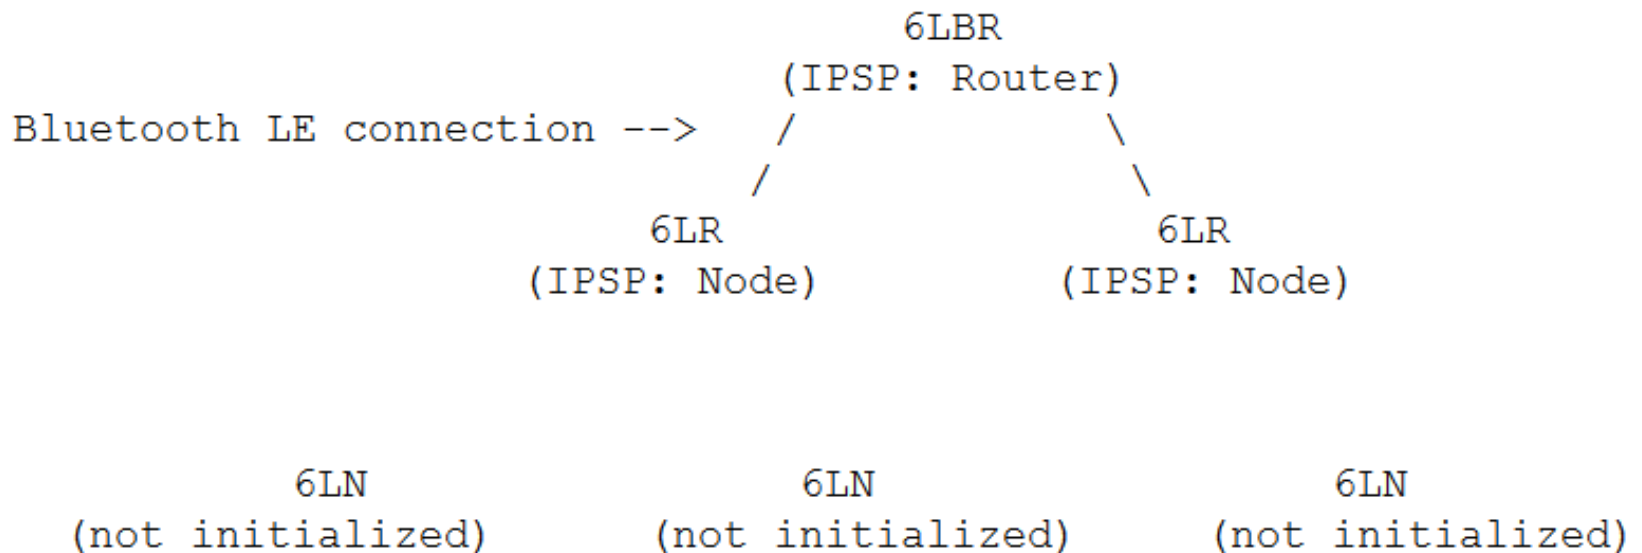 6LBR
(IPSP: Router)
Bluetooth LE connection --> / \
/ \
6LR 6LR
(IPSP: Node) (IPSP: Node)
6LN 6LN 6LN
(not initialized) (not initialized) (not initialized)